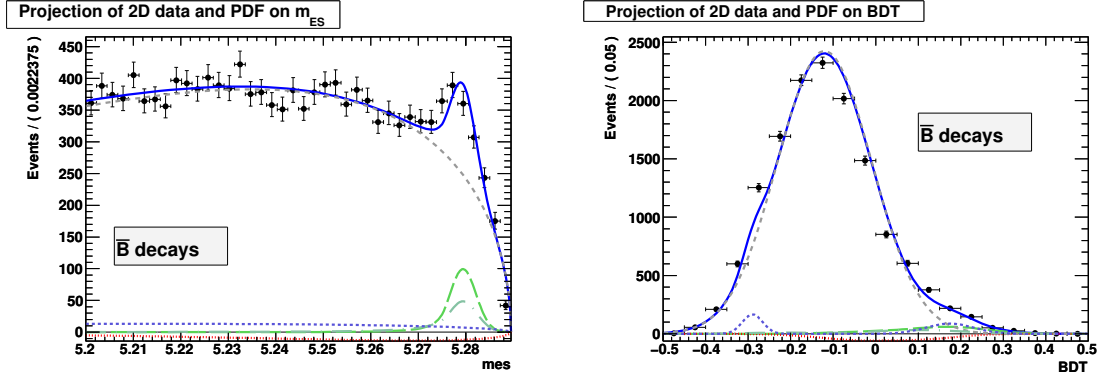 Projection of 2D data and PDF on m_ES
Events / ( 0.0022375 )
450
400
350
300
250
200
150
100
50
0
B̅ decays
5.2 5.21 5.22 5.23 5.24 5.25 5.26 5.27 5.28
mes
Projection of 2D data and PDF on BDT
Events / ( 0.05 )
2500
2000
1500
1000
500
0
B̅ decays
−0.5 −0.4 −0.3 −0.2 −0.1 0 0.1 0.2 0.3 0.4 0.5
BDT